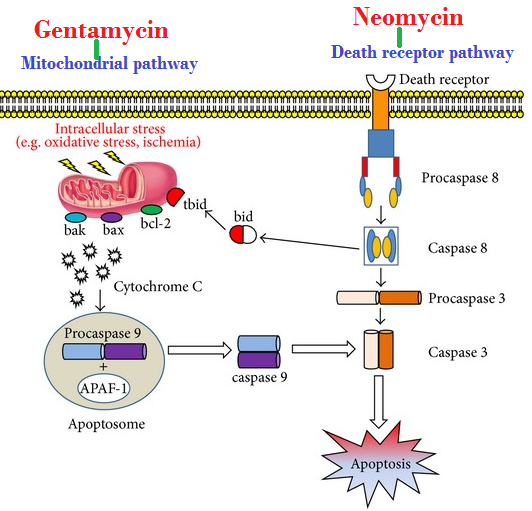 Gentamycin
Mitochondrial pathway
Neomycin
Death receptor pathway
Death receptor
Intracellular stress
(e.g. oxidative stress, ischemia)
Procaspase 8
tbid
bid
bcl-2
bax
bak
Caspase 8
Cytochrome C
Procaspase 3
Procaspase 9
+
APAF-1
Apoptosome
caspase 9
Caspase 3
Apoptosis